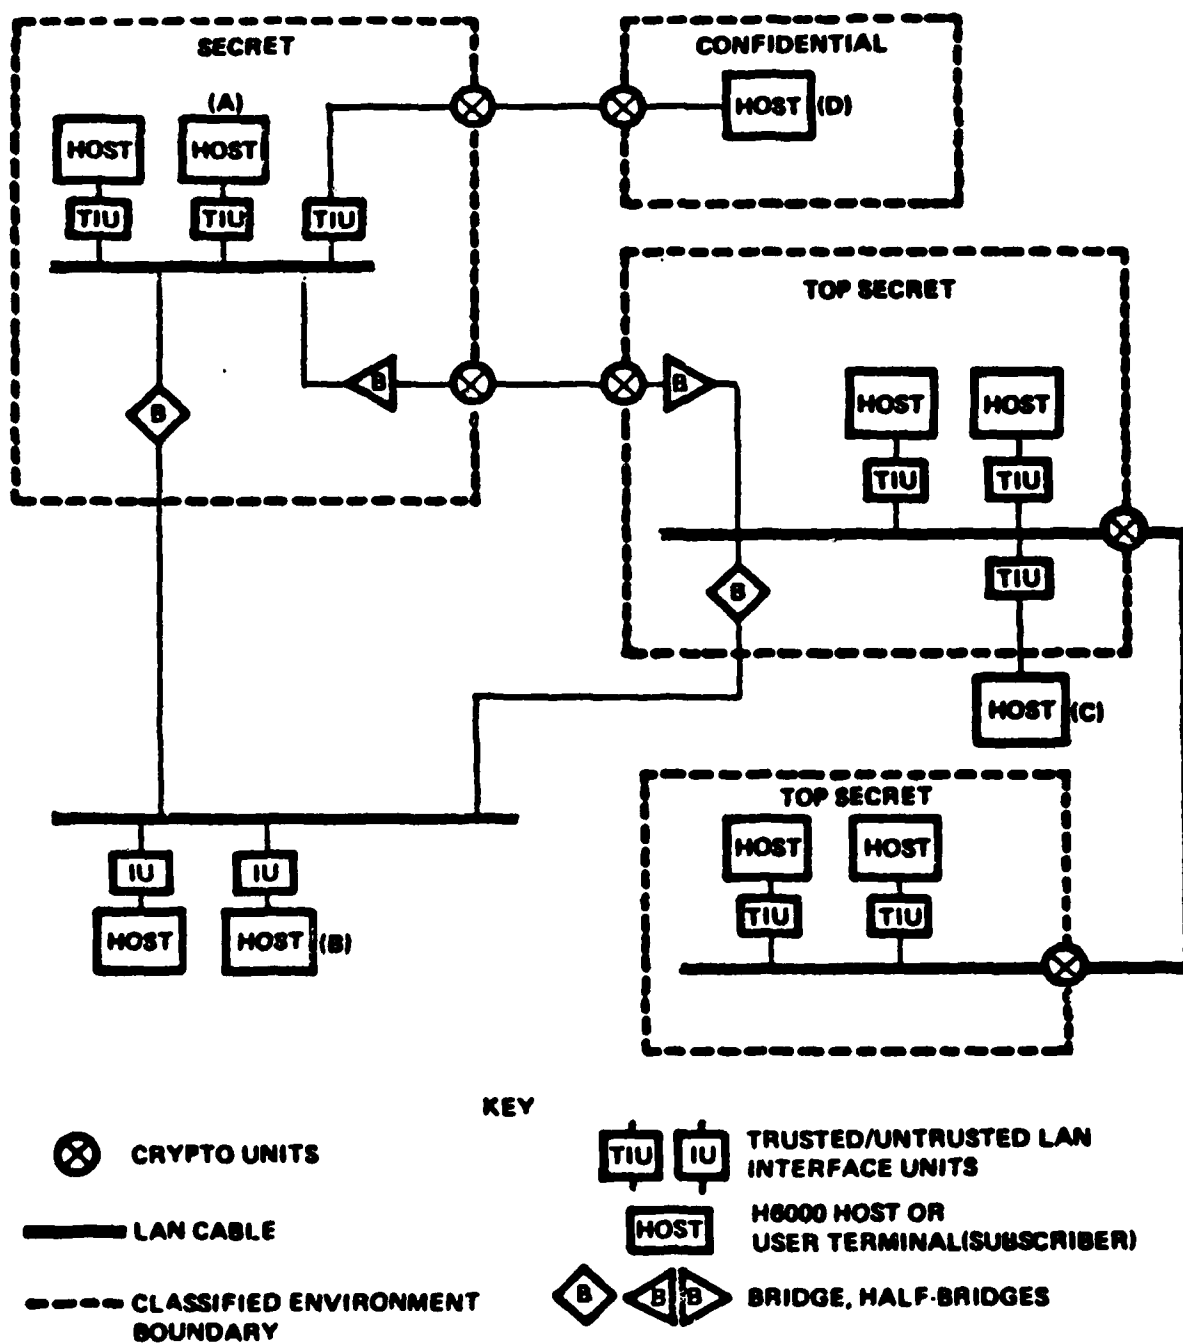 SECRET
CONFIDENTIAL
(A)
HOST (D)
HOST
HOST
TIU
TIU
TIU
TOP SECRET
B
B
B
HOST
HOST
TIU
TIU
TIU
B
HOST (C)
TOP SECRET
HOST
HOST
IU
IU
TIU
TIU
HOST
HOST (B)
KEY
CRYPTO UNITS
TIU
IU
TRUSTED/UNTRUSTED LAN
INTERFACE UNITS
LAN CABLE
HOST
H6000 HOST OR
USER TERMINAL(SUBSCRIBER)
CLASSIFIED ENVIRONMENT
BOUNDARY
B
B
B
BRIDGE, HALF-BRIDGES